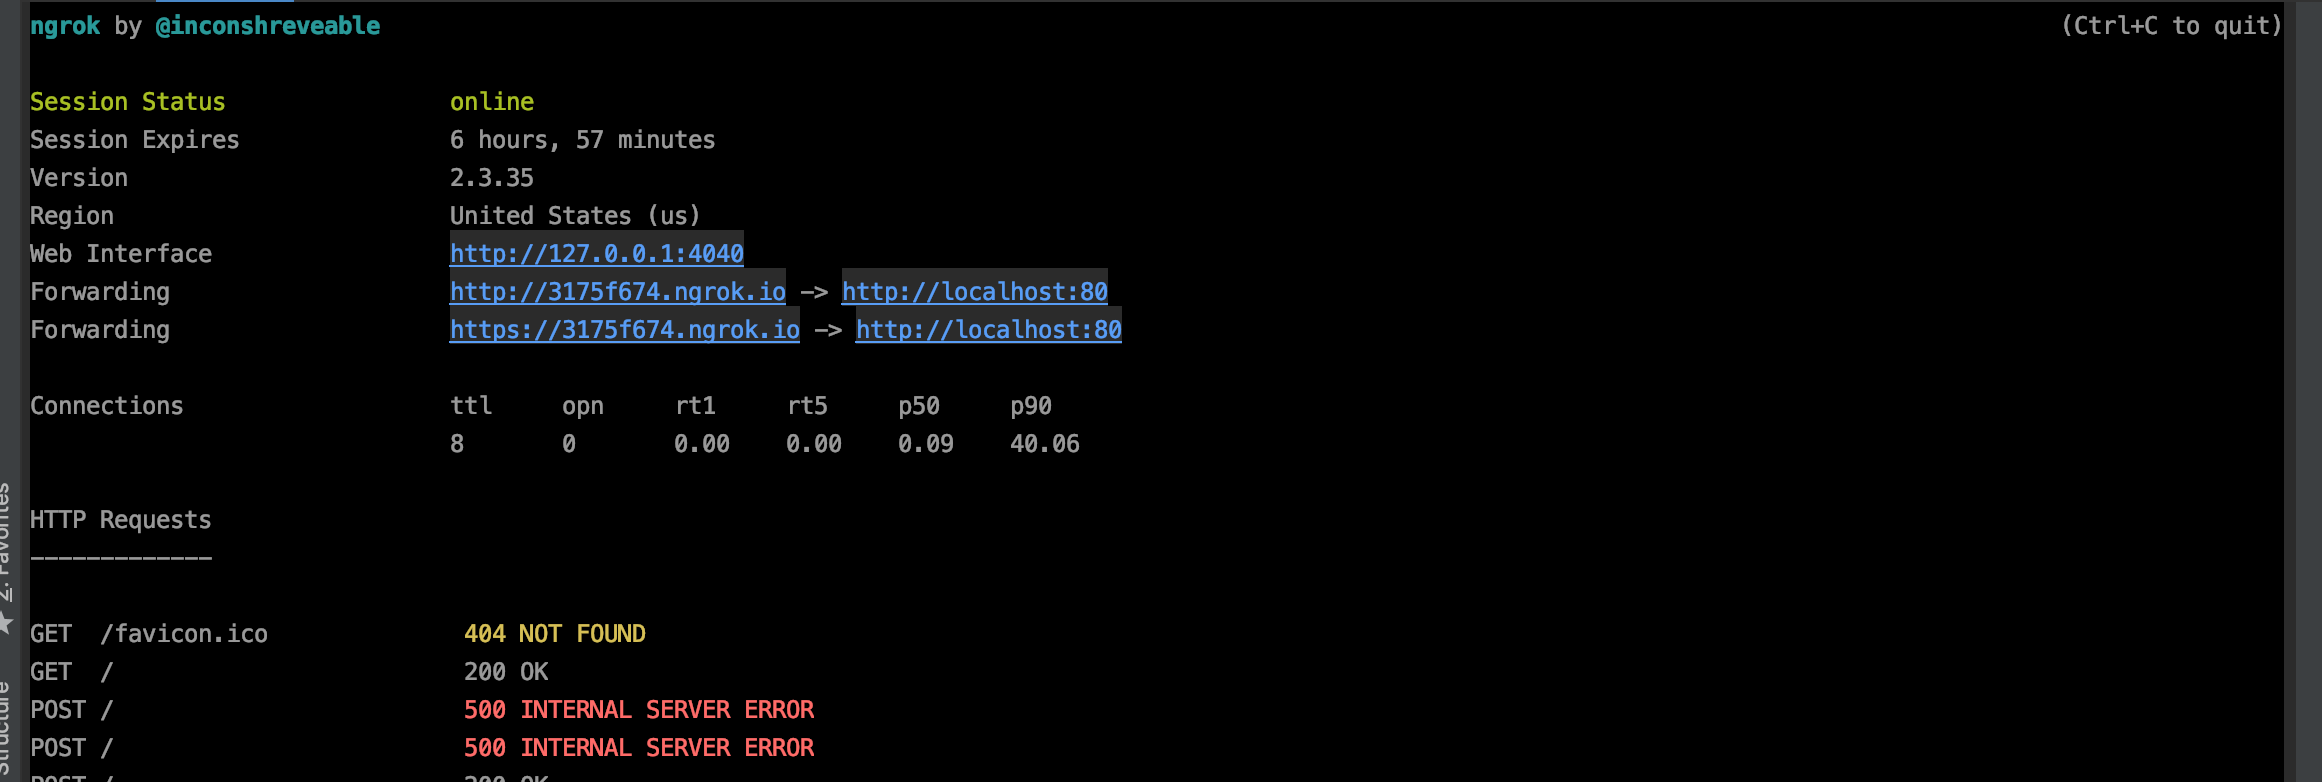 ngrok by @inconshreveable (Ctrl+C to quit)
Session Status online
Session Expires 6 hours, 57 minutes
Version 2.3.35
Region United States (us)
Web Interface http://127.0.0.1:4040
Forwarding http://3175f674.ngrok.io -> http://localhost:80
Forwarding https://3175f674.ngrok.io -> http://localhost:80
Connections ttl opn rt1 rt5 p50 p90
8 0 0.00 0.00 0.09 40.06
HTTP Requests
-------------
GET /favicon.ico 404 NOT FOUND
GET / 200 OK
POST / 500 INTERNAL SERVER ERROR
POST / 500 INTERNAL SERVER ERROR
POST / 200 OK
2: Favorites
Structure